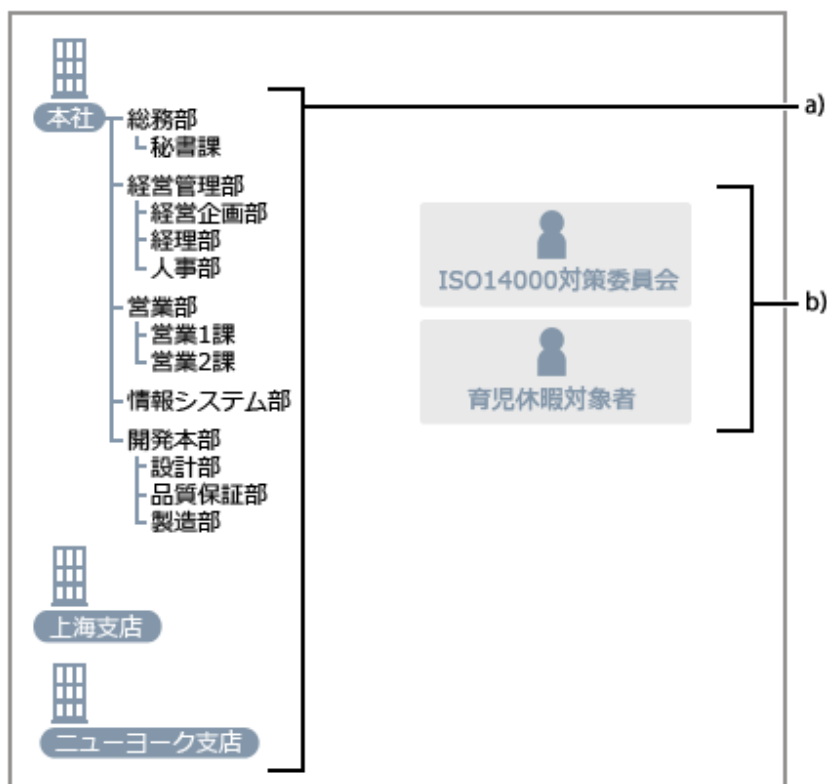 本社
総務部
秘書課
経営管理部
経営企画部
経理部
人事部
営業部
営業1課
営業2課
情報システム部
開発本部
設計部
品質保証部
製造部
上海支店
ニューヨーク支店
a)
ISO14000対策委員会
育児休暇対象者
b)